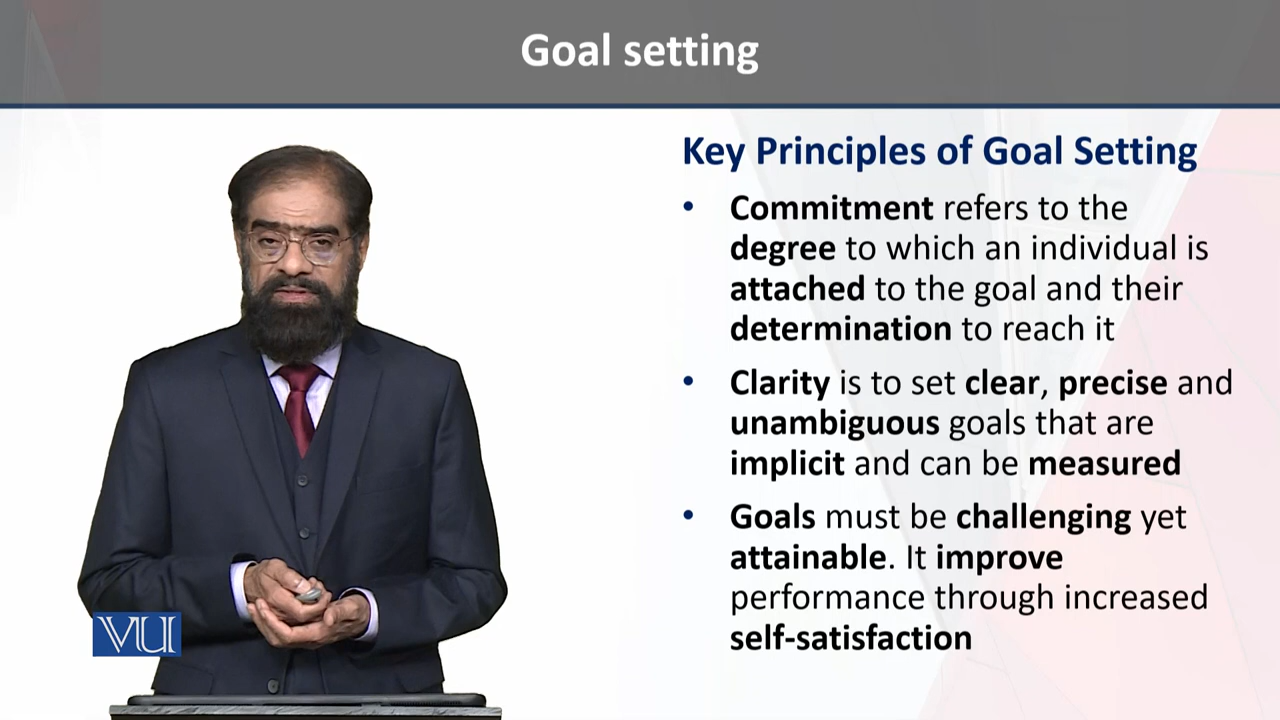 Goal setting
Key Principles of Goal Setting
• Commitment refers to the
degree to which an individual is
attached to the goal and their
determination to reach it
• Clarity is to set clear, precise and
unambiguous goals that are
implicit and can be measured
• Goals must be challenging yet
attainable. It improve
performance through increased
self-satisfaction
VU